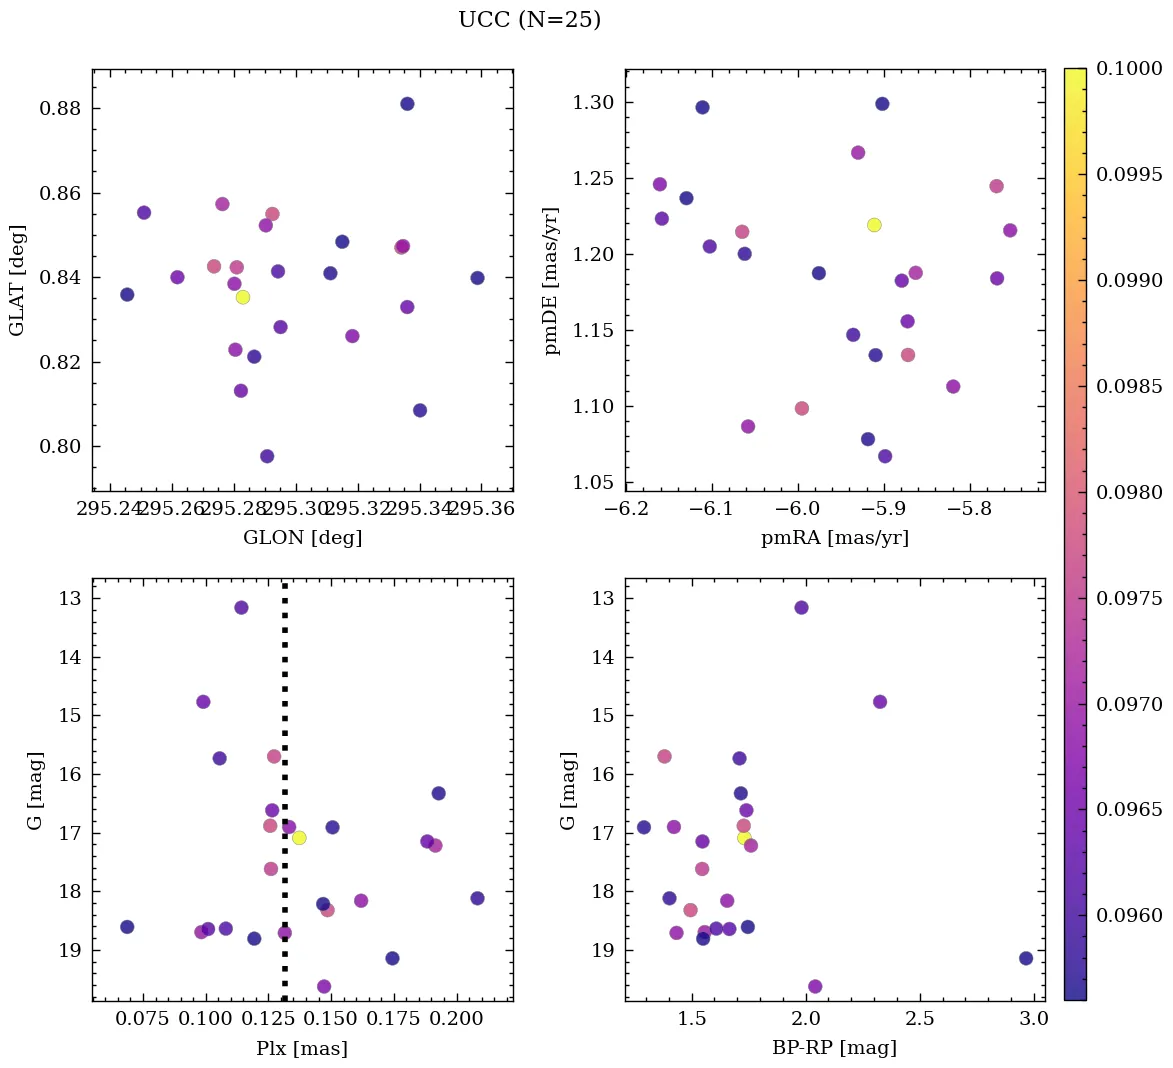 UCC (N=25)
0.88
0.86
0.84
0.82
0.80
GLAT [deg]
295.24 295.26 295.28 295.30 295.32 295.34 295.36
GLON [deg]
1.30
1.25
1.20
1.15
1.10
1.05
pmDE [mas/yr]
−6.2 −6.1 −6.0 −5.9 −5.8
pmRA [mas/yr]
13
14
15
16
17
18
19
G [mag]
0.075 0.100 0.125 0.150 0.175 0.200
Plx [mas]
13
14
15
16
17
18
19
G [mag]
1.5 2.0 2.5 3.0
BP-RP [mag]
0.1000
0.0995
0.0990
0.0985
0.0980
0.0975
0.0970
0.0965
0.0960